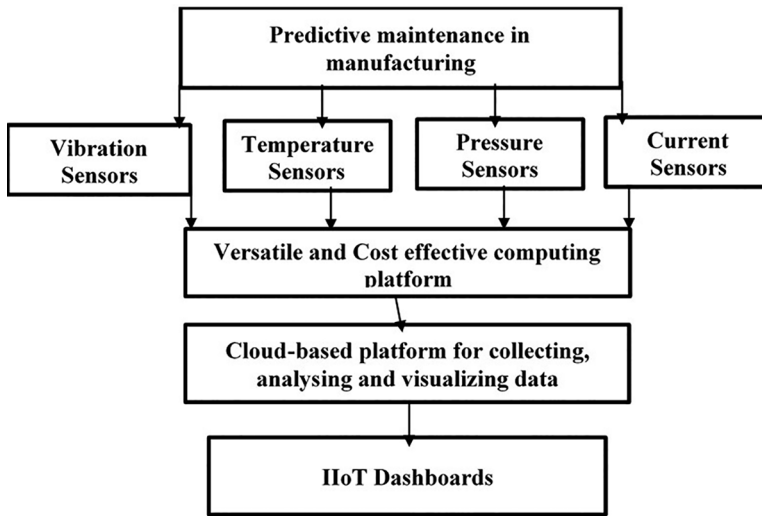 Predictive maintenance in
manufacturing
Vibration
Sensors
Temperature
Sensors
Pressure
Sensors
Current
Sensors
Versatile and Cost effective computing
platform
Cloud-based platform for collecting,
analysing and visualizing data
IIoT Dashboards